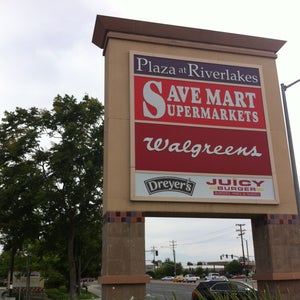 Plaza at Riverlakes
SAVE MART
SUPERMARKETS
Walgreens
Dreyer's
JUICY
BURGER